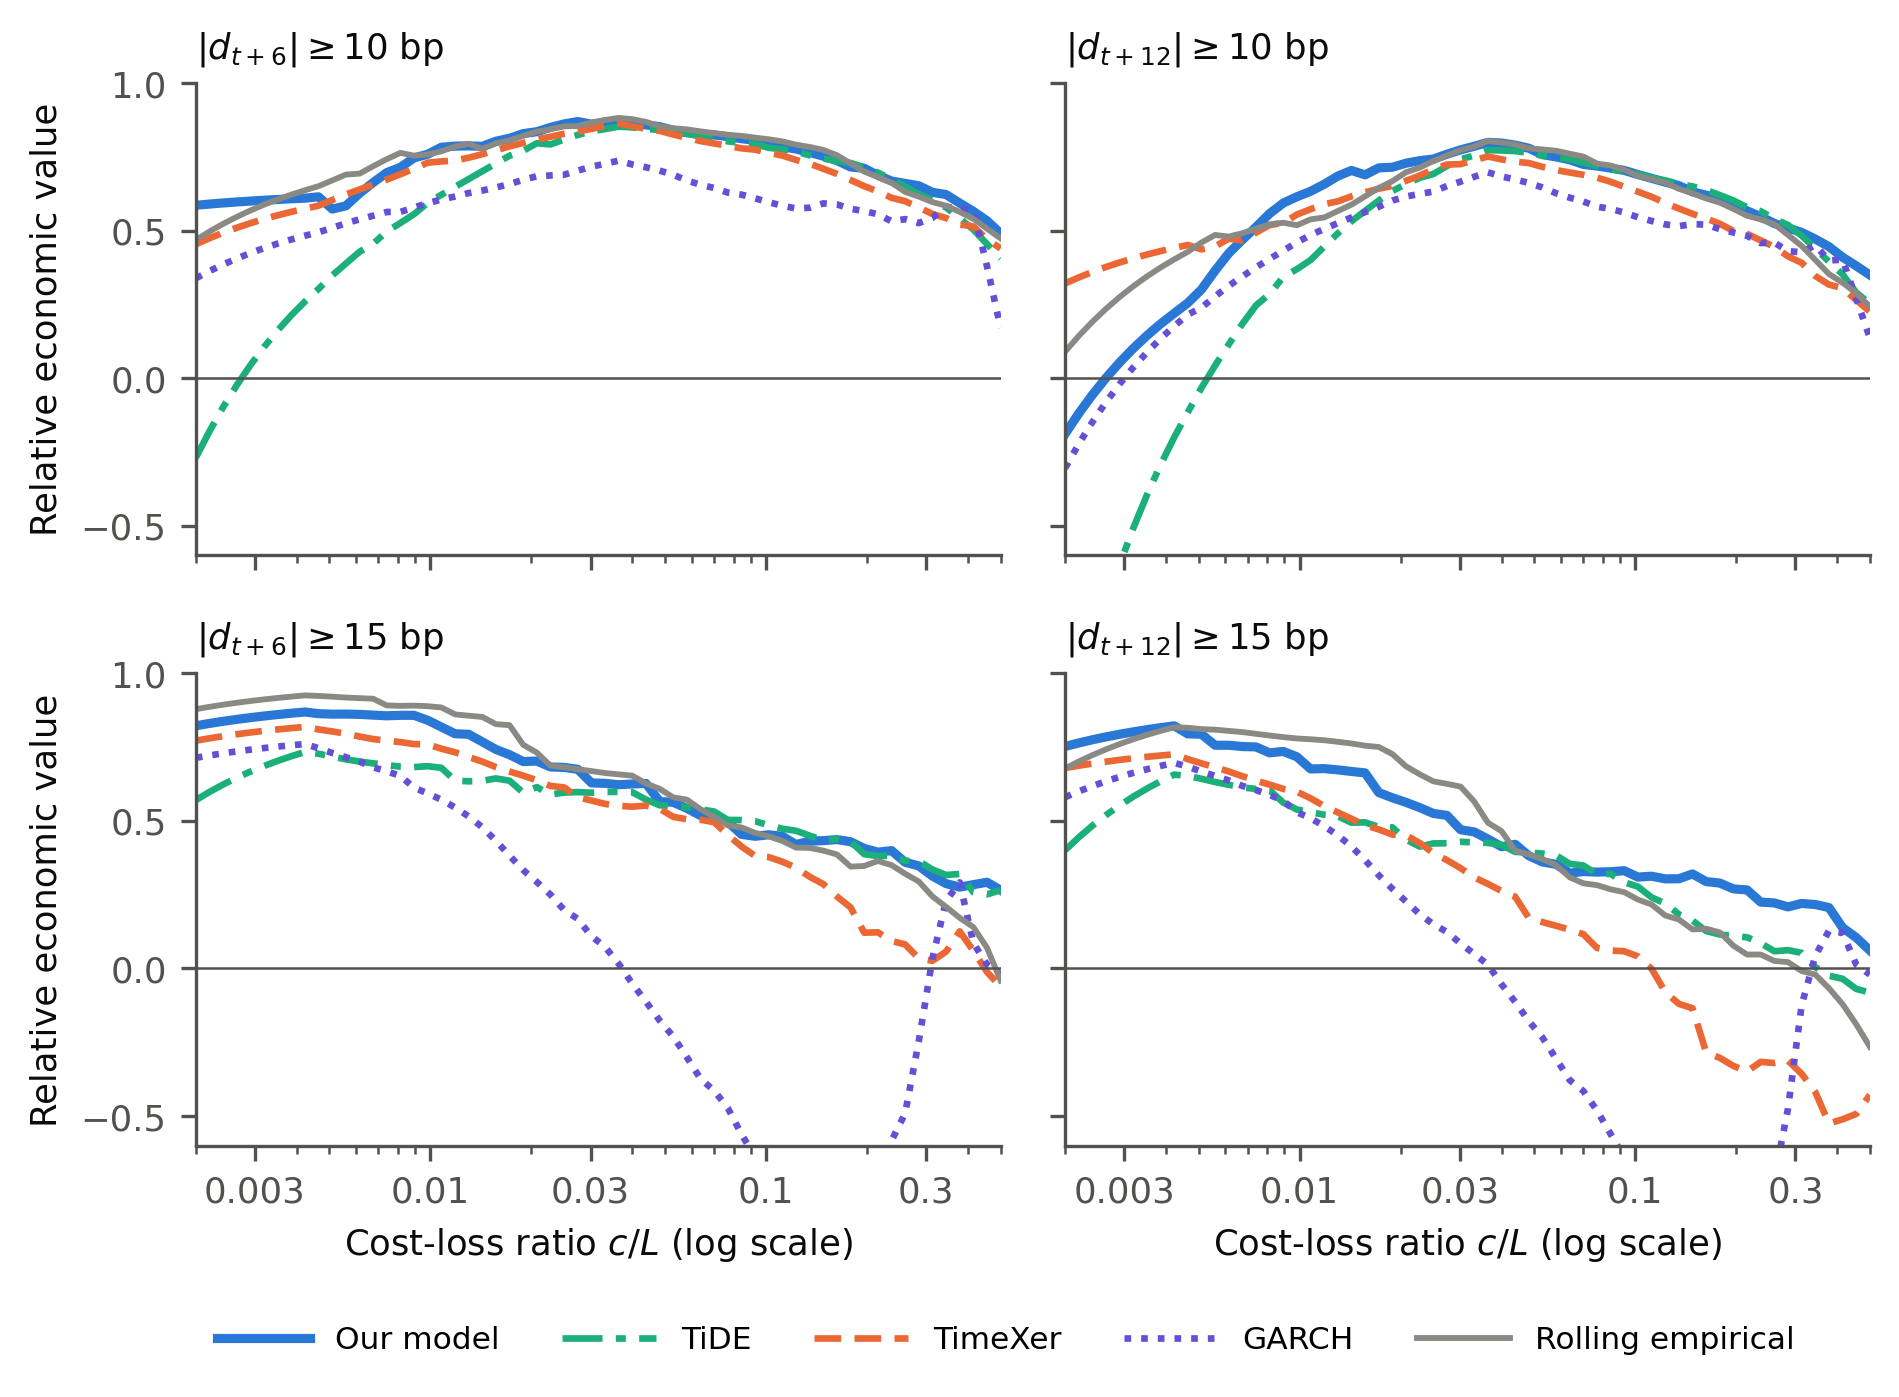 |d_{t+6}| ≥ 10 bp
|d_{t+12}| ≥ 10 bp
Relative economic value
1.0
0.5
0.0
−0.5
|d_{t+6}| ≥ 15 bp
|d_{t+12}| ≥ 15 bp
Relative economic value
1.0
0.5
0.0
−0.5
0.003 0.01 0.03 0.1 0.3
0.003 0.01 0.03 0.1 0.3
Cost-loss ratio c/L (log scale)
Cost-loss ratio c/L (log scale)
Our model TiDE TimeXer GARCH Rolling empirical